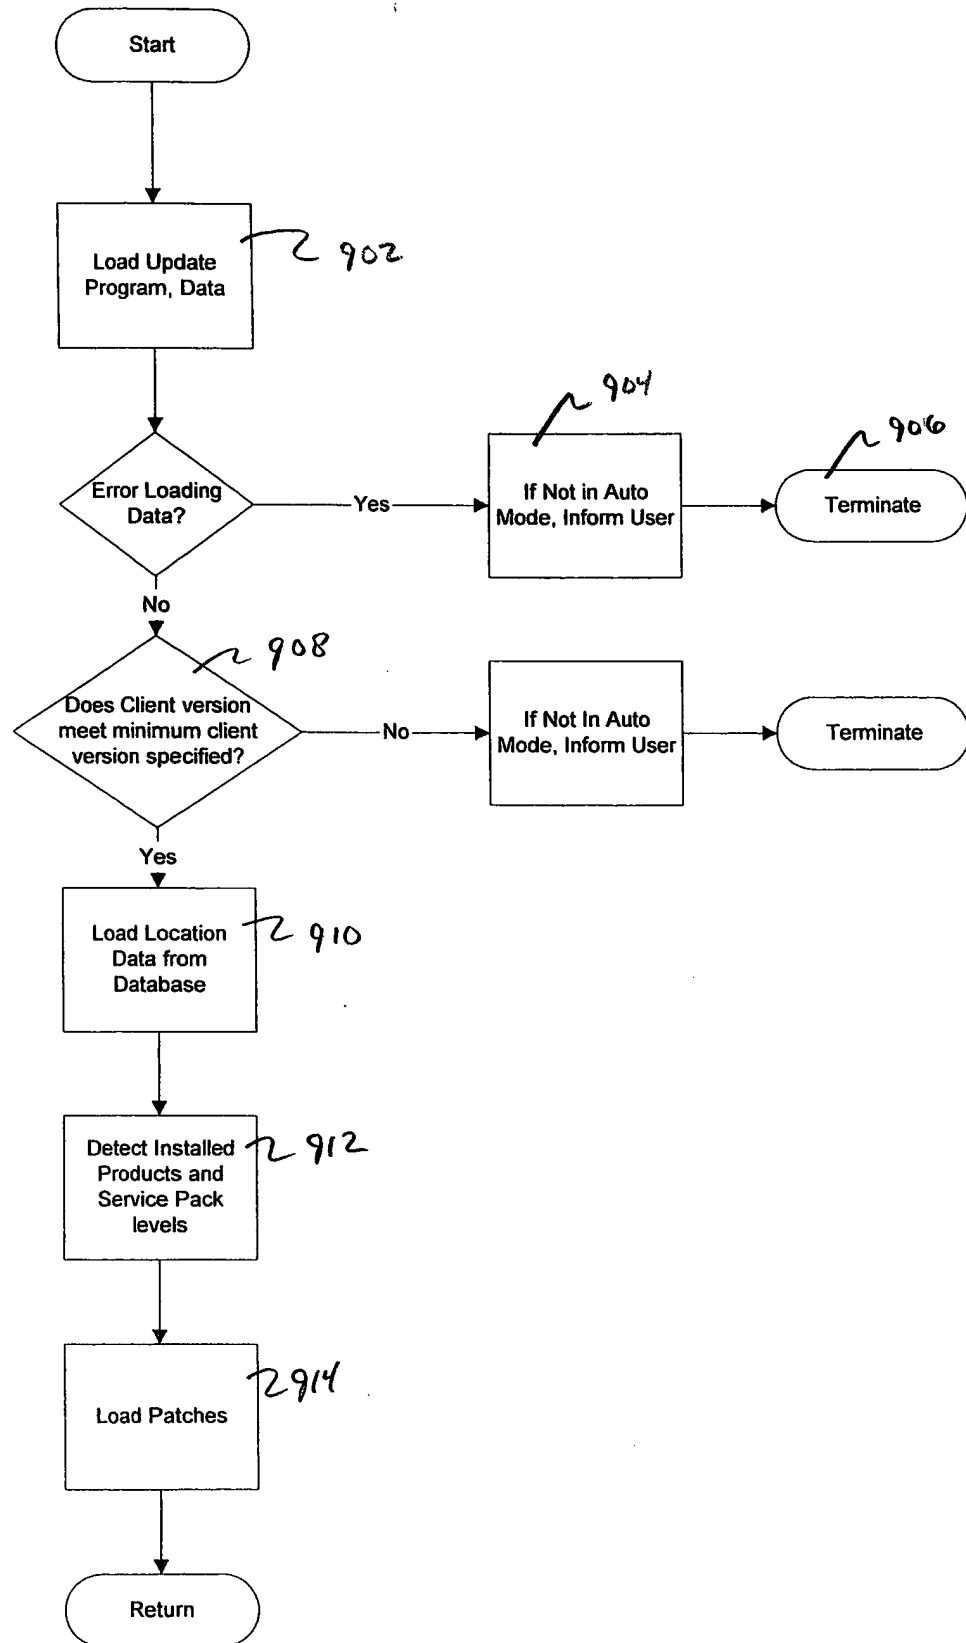 Start
Load Update
Program, Data
902
Error Loading
Data?
Yes
904
If Not in Auto
Mode, Inform User
906
Terminate
No
908
Does Client version
meet minimum client
version specified?
No
If Not In Auto
Mode, Inform User
Terminate
Yes
Load Location
Data from
Database
910
Detect Installed
Products and
Service Pack
levels
912
Load Patches
914
Return